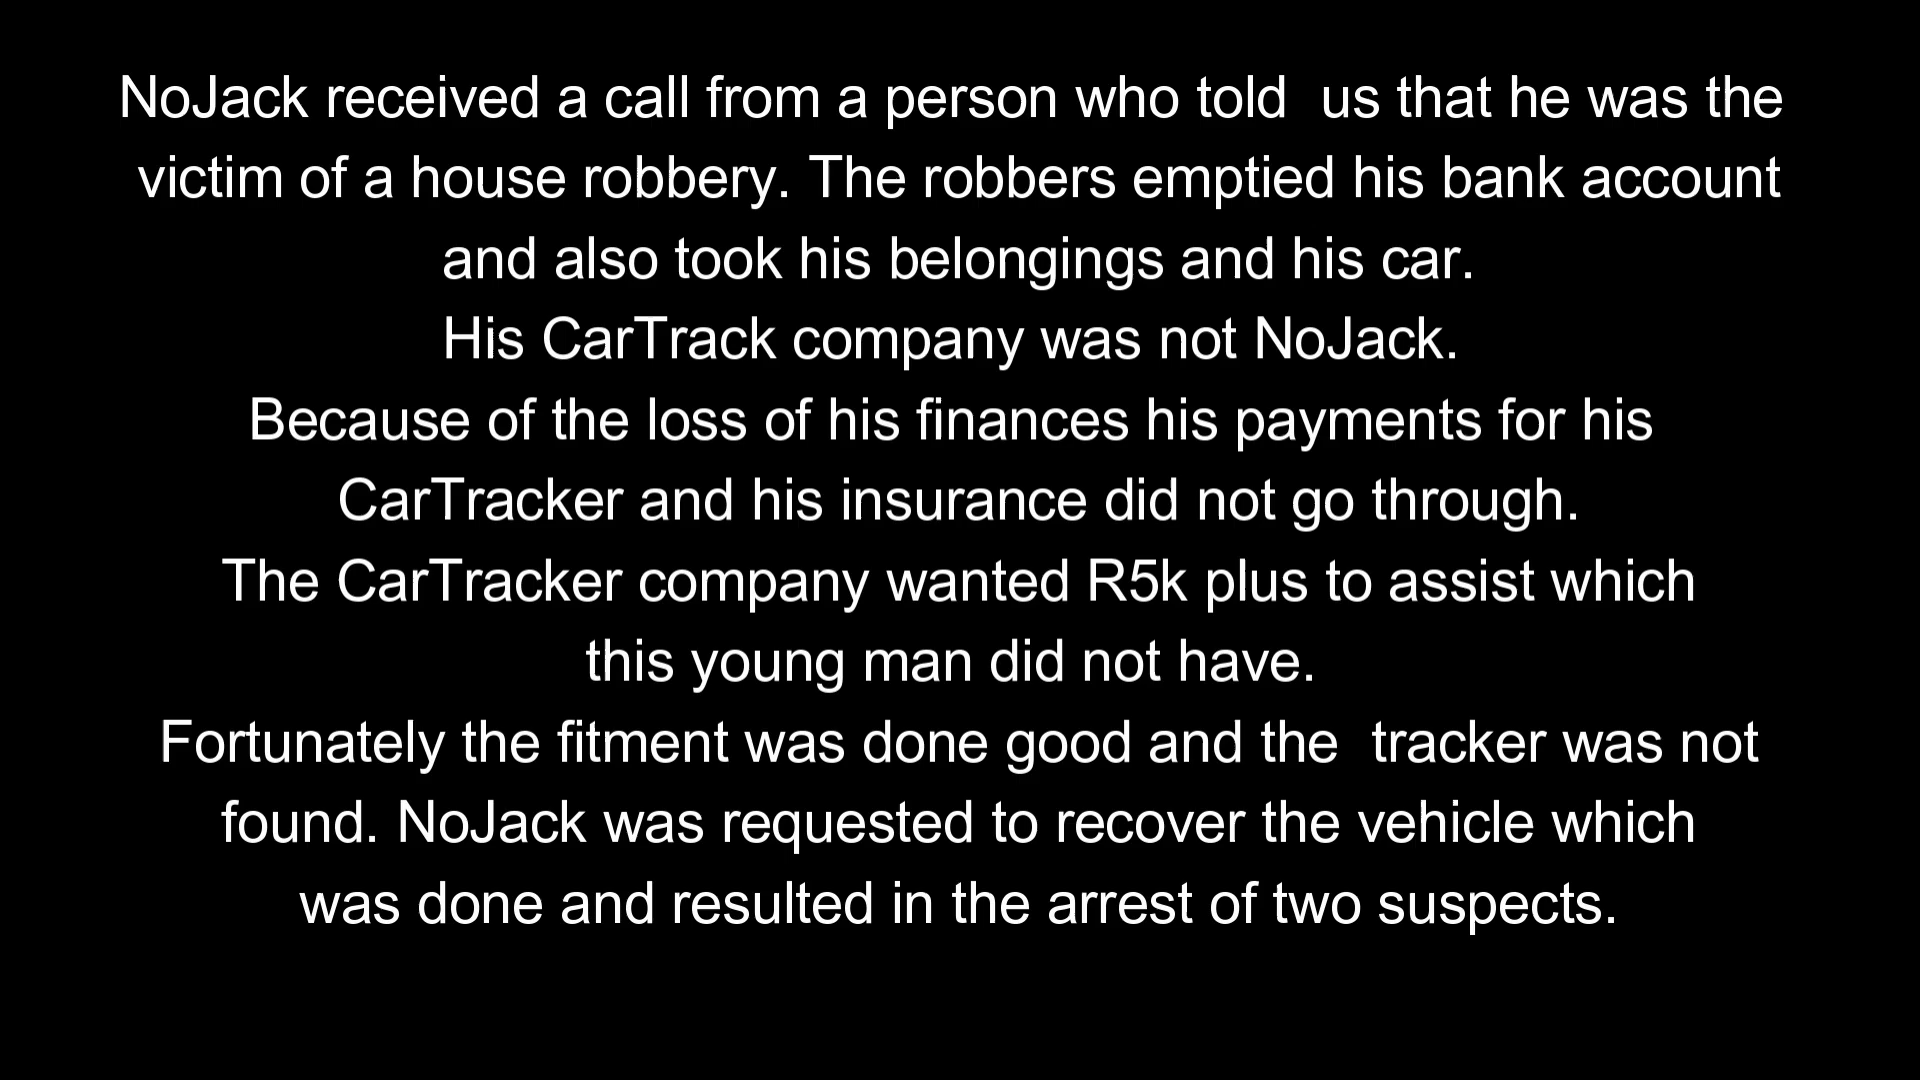 NoJack received a call from a person who told  us that he was the
victim of a house robbery. The robbers emptied his bank account
and also took his belongings and his car.
His CarTrack company was not NoJack.
Because of the loss of his finances his payments for his
CarTracker and his insurance did not go through.
The CarTracker company wanted R5k plus to assist which
this young man did not have.
Fortunately the fitment was done good and the  tracker was not
found. NoJack was requested to recover the vehicle which
was done and resulted in the arrest of two suspects.